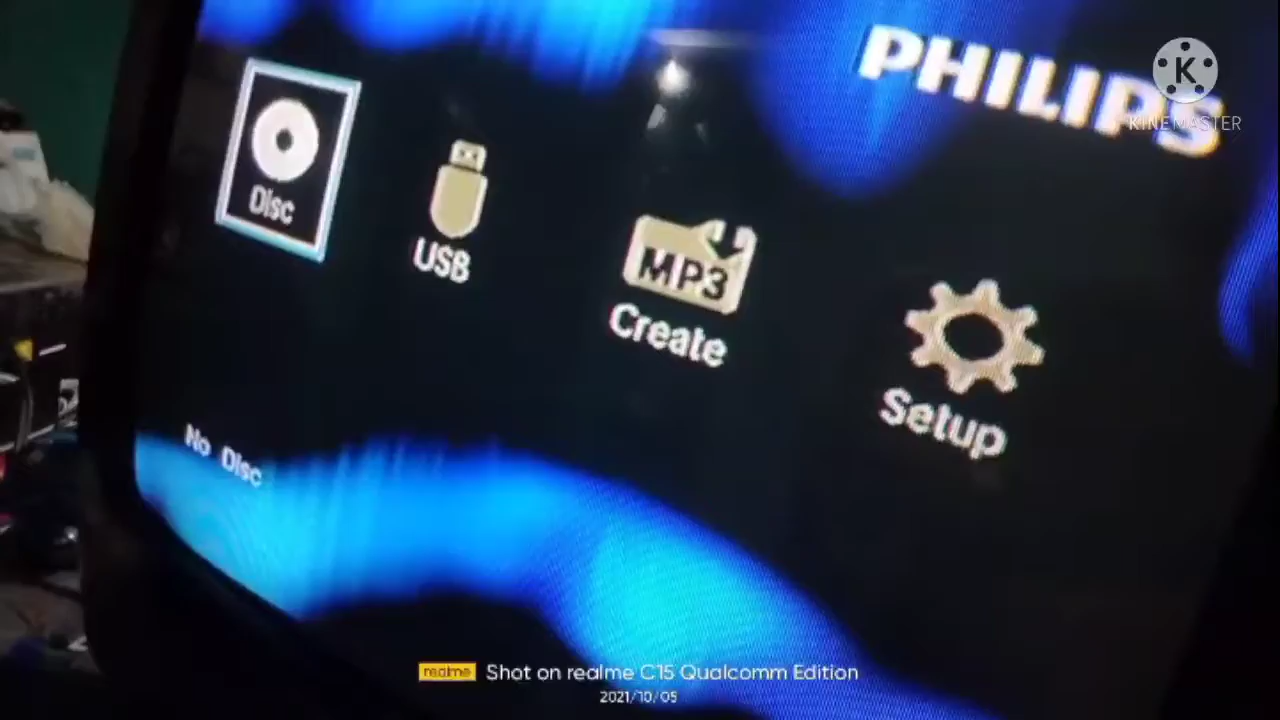 PHILIPS
KINEMASTER
Disc
USB
MP3
Create
Setup
No Disc
realme Shot on realme C15 Qualcomm Edition
2021/10/05